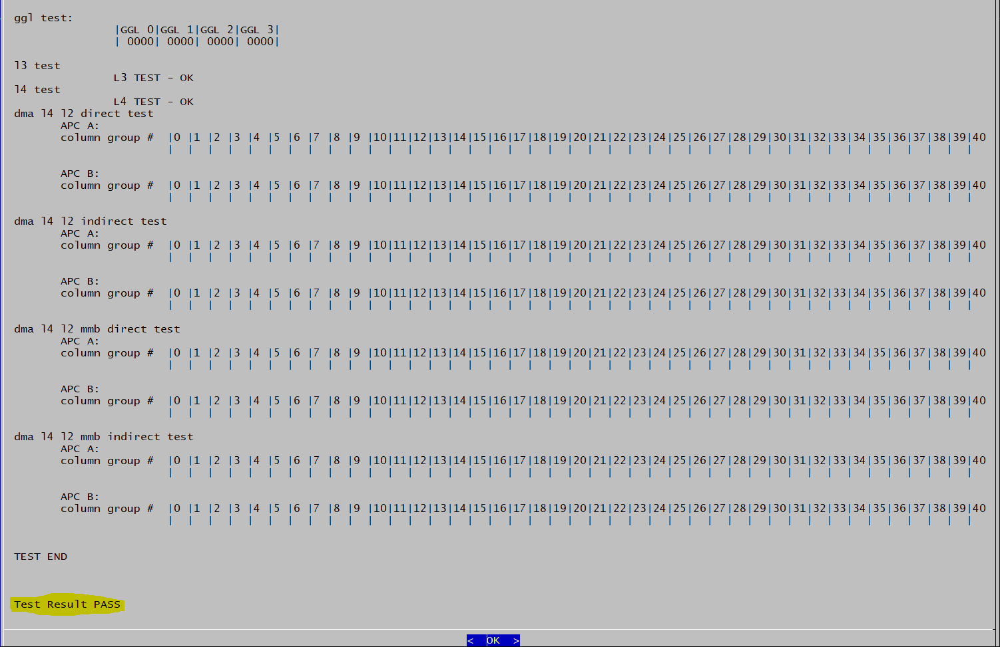 ggl test:
|GGL 0|GGL 1|GGL 2|GGL 3|
| 0000| 0000| 0000| 0000|
l3 test
L3 TEST - OK
l4 test
L4 TEST - OK
dma l4 l2 direct test
APC A:
column group # |0 |1 |2 |3 |4 |5 |6 |7 |8 |9 |10|11|12|13|14|15|16|17|18|19|20|21|22|23|24|25|26|27|28|29|30|31|32|33|34|35|36|37|38|39|40
| | | | | | | | | | | | | | | | | | | | | | | | | | | | | | | | | | | | | | | | |
APC B:
column group # |0 |1 |2 |3 |4 |5 |6 |7 |8 |9 |10|11|12|13|14|15|16|17|18|19|20|21|22|23|24|25|26|27|28|29|30|31|32|33|34|35|36|37|38|39|40
| | | | | | | | | | | | | | | | | | | | | | | | | | | | | | | | | | | | | | | | |
dma l4 l2 indirect test
APC A:
column group # |0 |1 |2 |3 |4 |5 |6 |7 |8 |9 |10|11|12|13|14|15|16|17|18|19|20|21|22|23|24|25|26|27|28|29|30|31|32|33|34|35|36|37|38|39|40
| | | | | | | | | | | | | | | | | | | | | | | | | | | | | | | | | | | | | | | | |
APC B:
column group # |0 |1 |2 |3 |4 |5 |6 |7 |8 |9 |10|11|12|13|14|15|16|17|18|19|20|21|22|23|24|25|26|27|28|29|30|31|32|33|34|35|36|37|38|39|40
| | | | | | | | | | | | | | | | | | | | | | | | | | | | | | | | | | | | | | | | |
dma l4 l2 mmb direct test
APC A:
column group # |0 |1 |2 |3 |4 |5 |6 |7 |8 |9 |10|11|12|13|14|15|16|17|18|19|20|21|22|23|24|25|26|27|28|29|30|31|32|33|34|35|36|37|38|39|40
| | | | | | | | | | | | | | | | | | | | | | | | | | | | | | | | | | | | | | | | |
APC B:
column group # |0 |1 |2 |3 |4 |5 |6 |7 |8 |9 |10|11|12|13|14|15|16|17|18|19|20|21|22|23|24|25|26|27|28|29|30|31|32|33|34|35|36|37|38|39|40
| | | | | | | | | | | | | | | | | | | | | | | | | | | | | | | | | | | | | | | | |
dma l4 l2 mmb indirect test
APC A:
column group # |0 |1 |2 |3 |4 |5 |6 |7 |8 |9 |10|11|12|13|14|15|16|17|18|19|20|21|22|23|24|25|26|27|28|29|30|31|32|33|34|35|36|37|38|39|40
| | | | | | | | | | | | | | | | | | | | | | | | | | | | | | | | | | | | | | | | |
APC B:
column group # |0 |1 |2 |3 |4 |5 |6 |7 |8 |9 |10|11|12|13|14|15|16|17|18|19|20|21|22|23|24|25|26|27|28|29|30|31|32|33|34|35|36|37|38|39|40
| | | | | | | | | | | | | | | | | | | | | | | | | | | | | | | | | | | | | | | | |
TEST END
Test Result PASS
< OK >